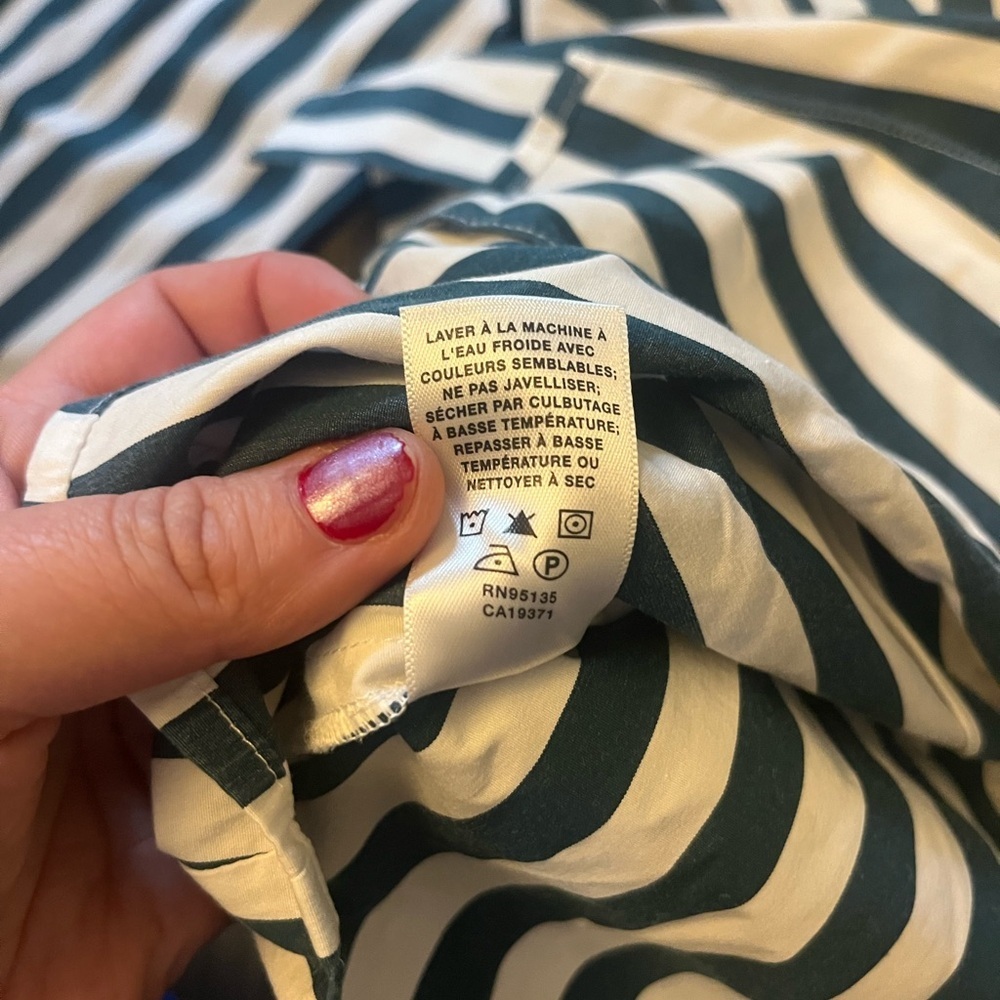 LAVER À LA MACHINE À
L'EAU FROIDE AVEC
COULEURS SEMBLABLES;
NE PAS JAVELLISER;
SÉCHER PAR CULBUTAGE
À BASSE TEMPÉRATURE;
REPASSER À BASSE
TEMPÉRATURE OU
NETTOYER À SEC
P
RN95135
CA19371